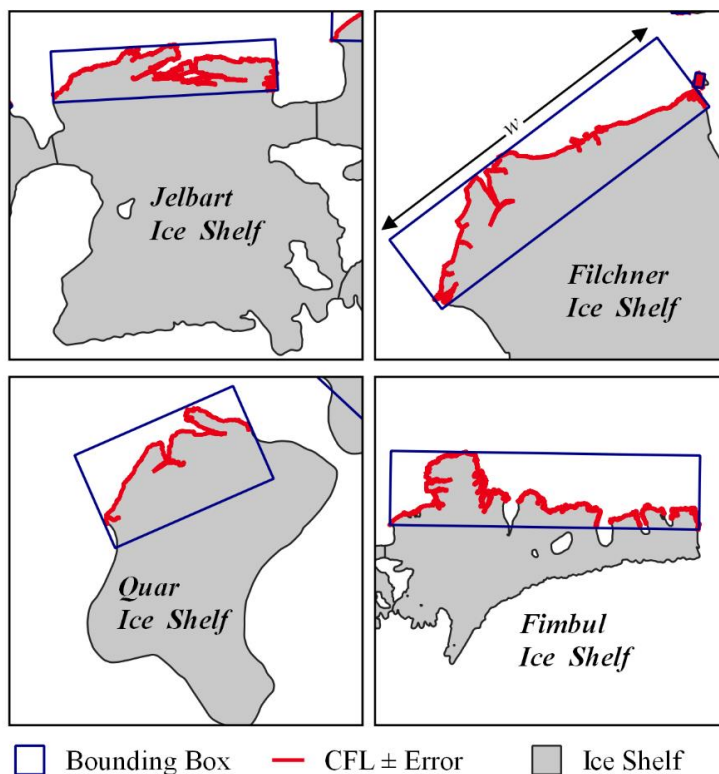 Jelbart
Ice Shelf
w
Filchner
Ice Shelf
Quar
Ice Shelf
Fimbul
Ice Shelf
Bounding Box
CFL ± Error
Ice Shelf